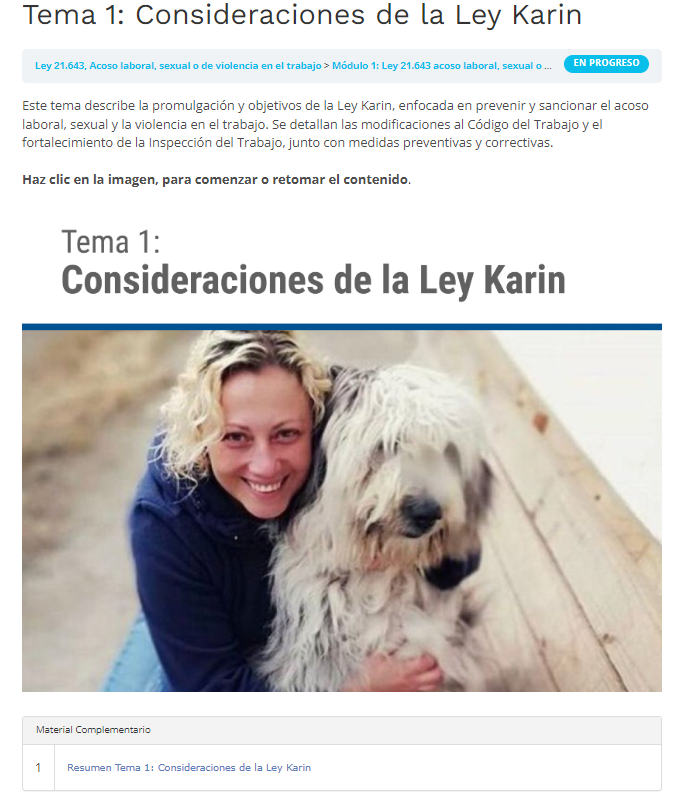 Tema 1: Consideraciones de la Ley Karin
Ley 21.643, Acoso laboral, sexual o de violencia en el trabajo > Módulo 1: Ley 21.643 acoso laboral, sexual o ... EN PROGRESO
Este tema describe la promulgación y objetivos de la Ley Karin, enfocada en prevenir y sancionar el acoso
laboral, sexual y la violencia en el trabajo. Se detallan las modificaciones al Código del Trabajo y el
fortalecimiento de la Inspección del Trabajo, junto con medidas preventivas y correctivas.
Haz clic en la imagen, para comenzar o retomar el contenido.
Tema 1:
Consideraciones de la Ley Karin
Material Complementario
1 Resumen Tema 1: Consideraciones de la Ley Karin